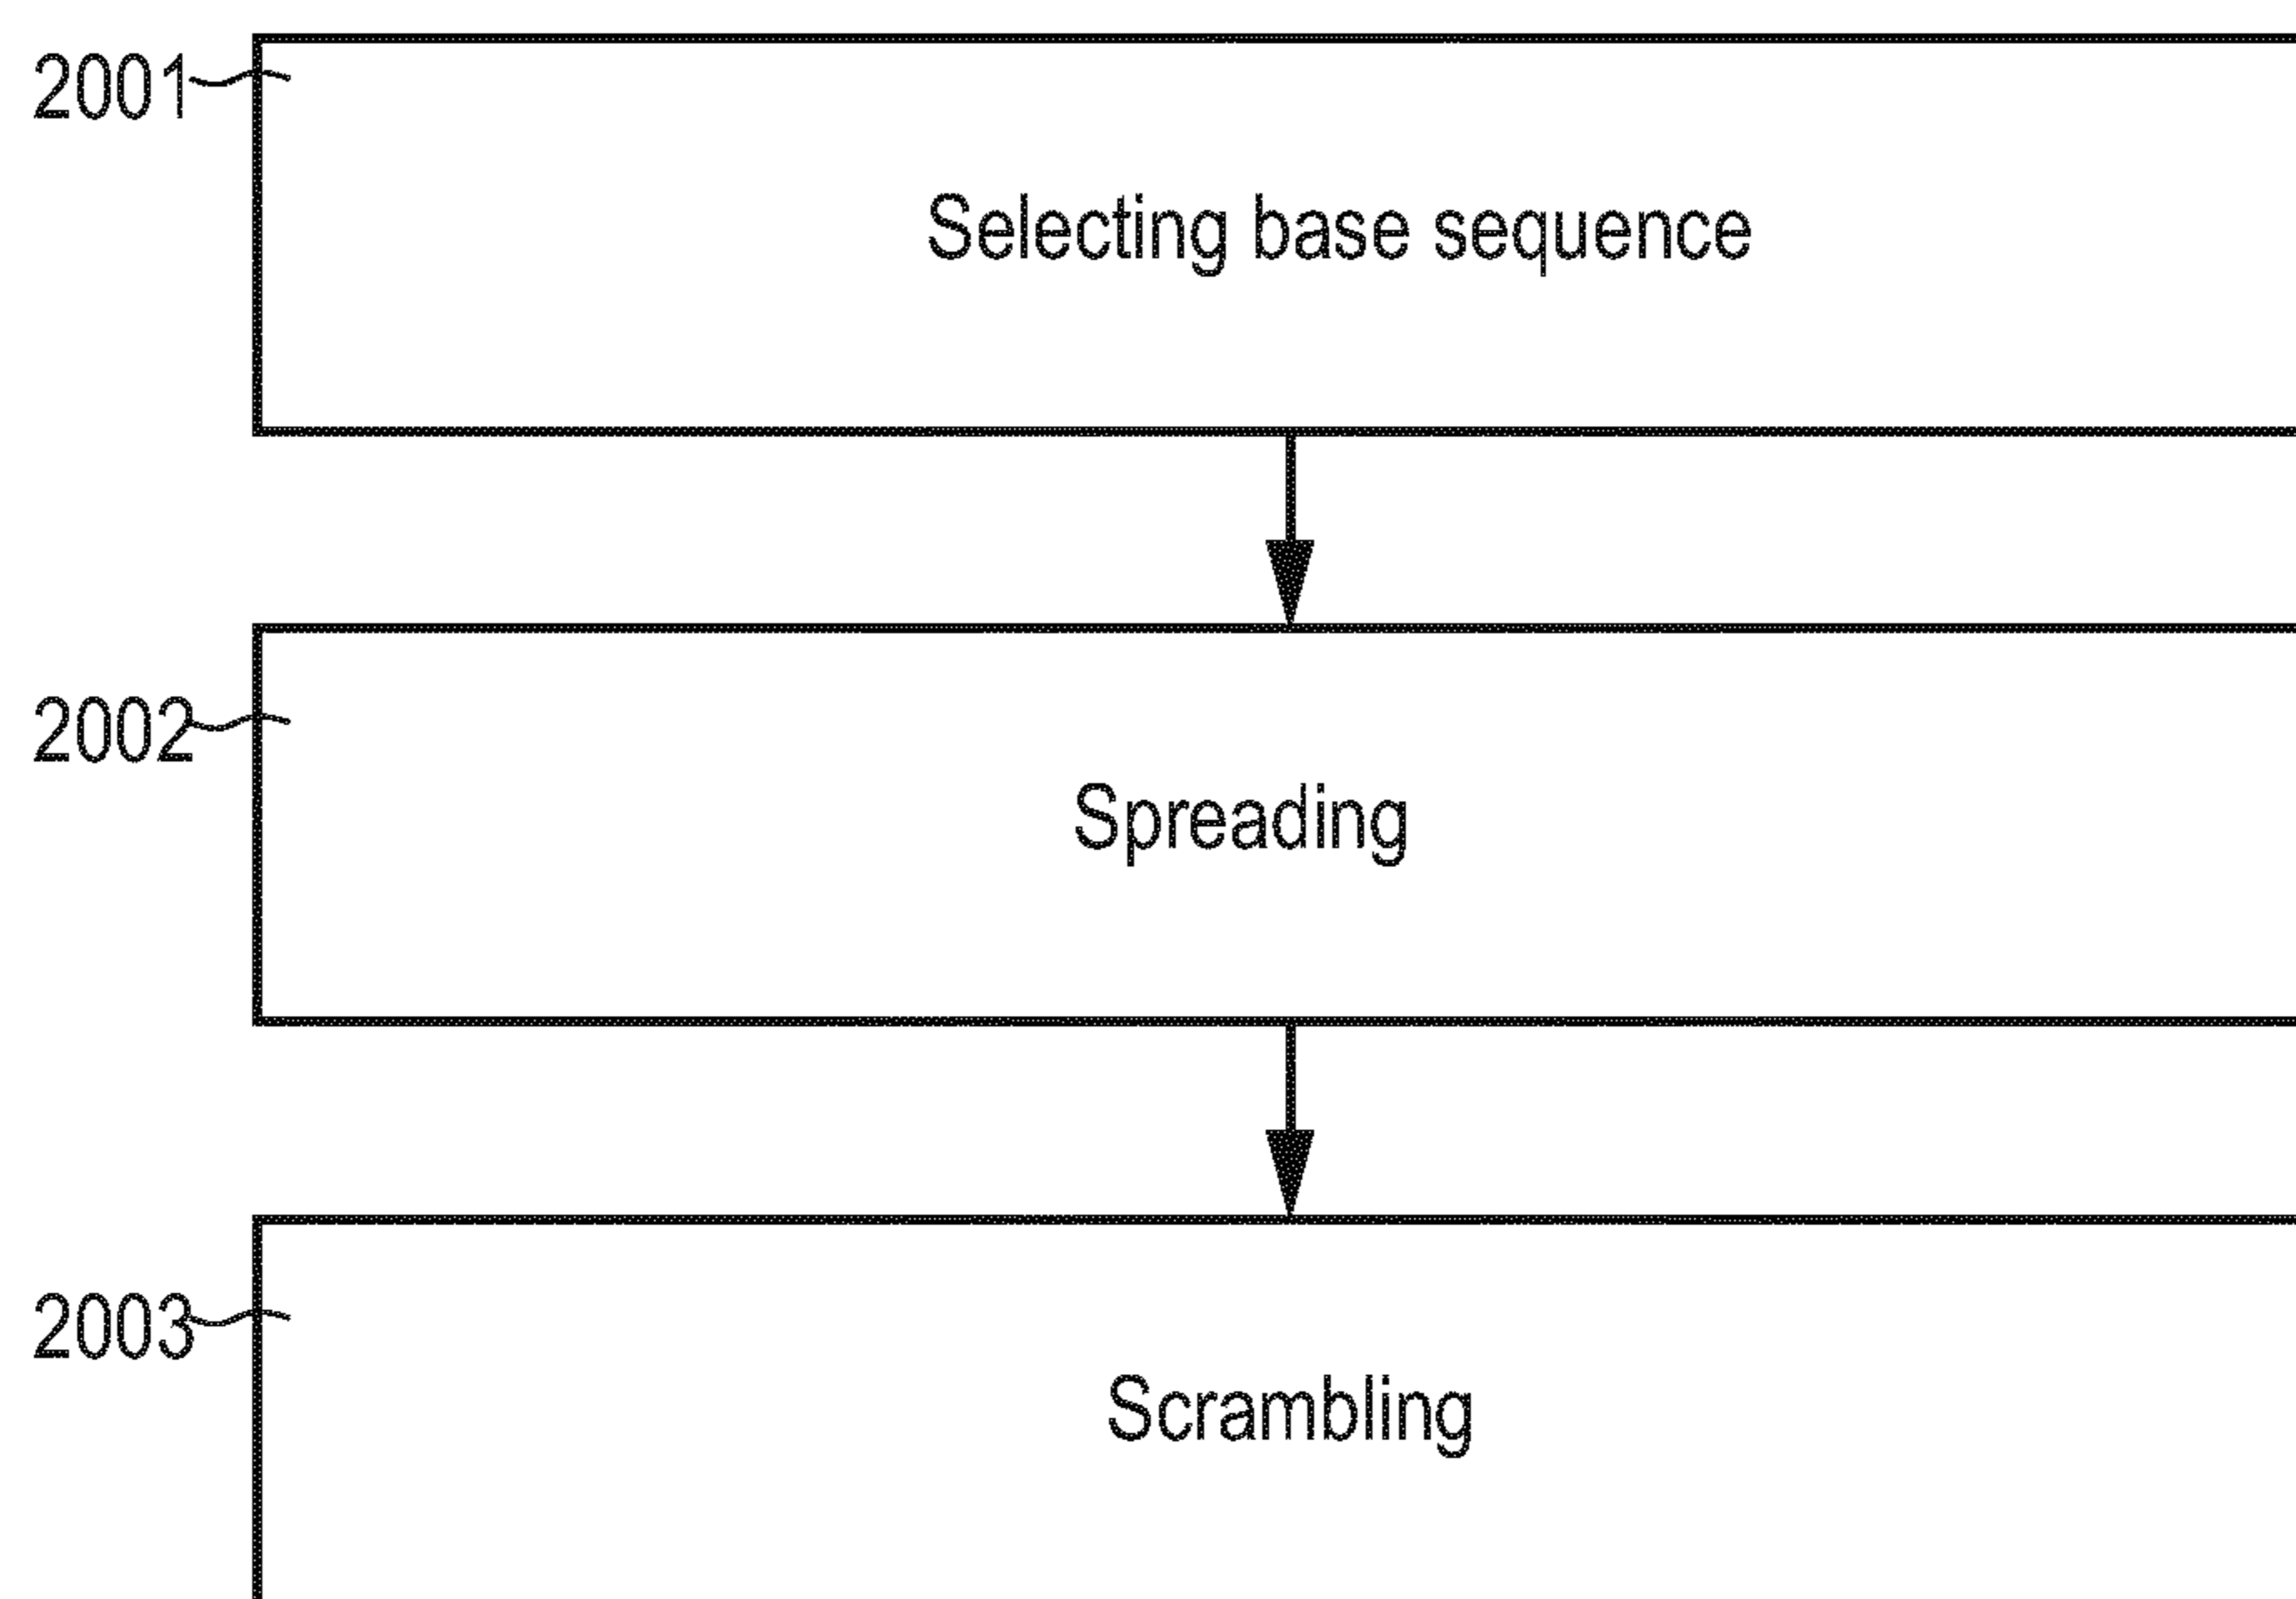 2001
Selecting base sequence
2002
Spreading
2003
Scrambling